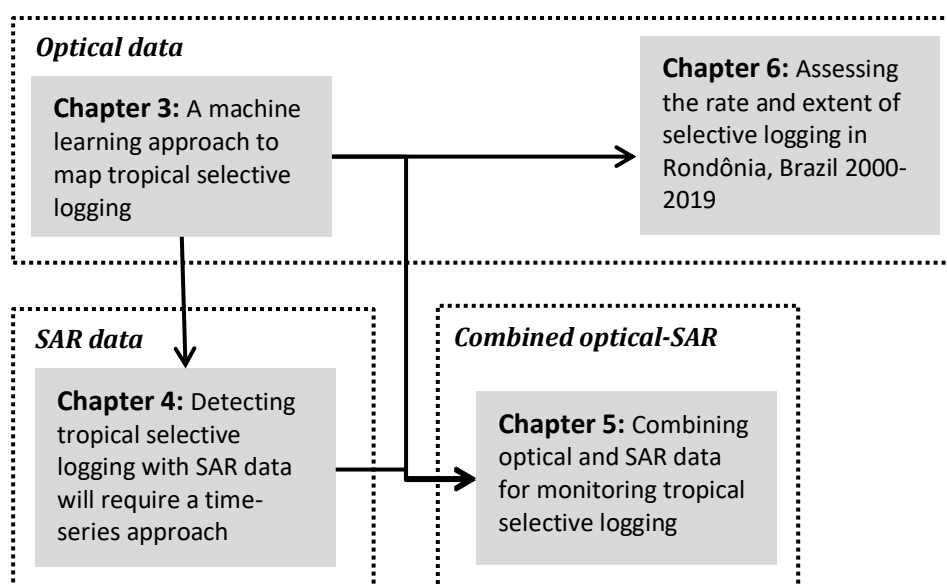 Optical data
Chapter 3: A machine
learning approach to
map tropical selective
logging
Chapter 6: Assessing
the rate and extent of
selective logging in
Rondônia, Brazil 2000-
2019
SAR data
Chapter 4: Detecting
tropical selective
logging with SAR data
will require a time-
series approach
Combined optical-SAR
Chapter 5: Combining
optical and SAR data
for monitoring tropical
selective logging